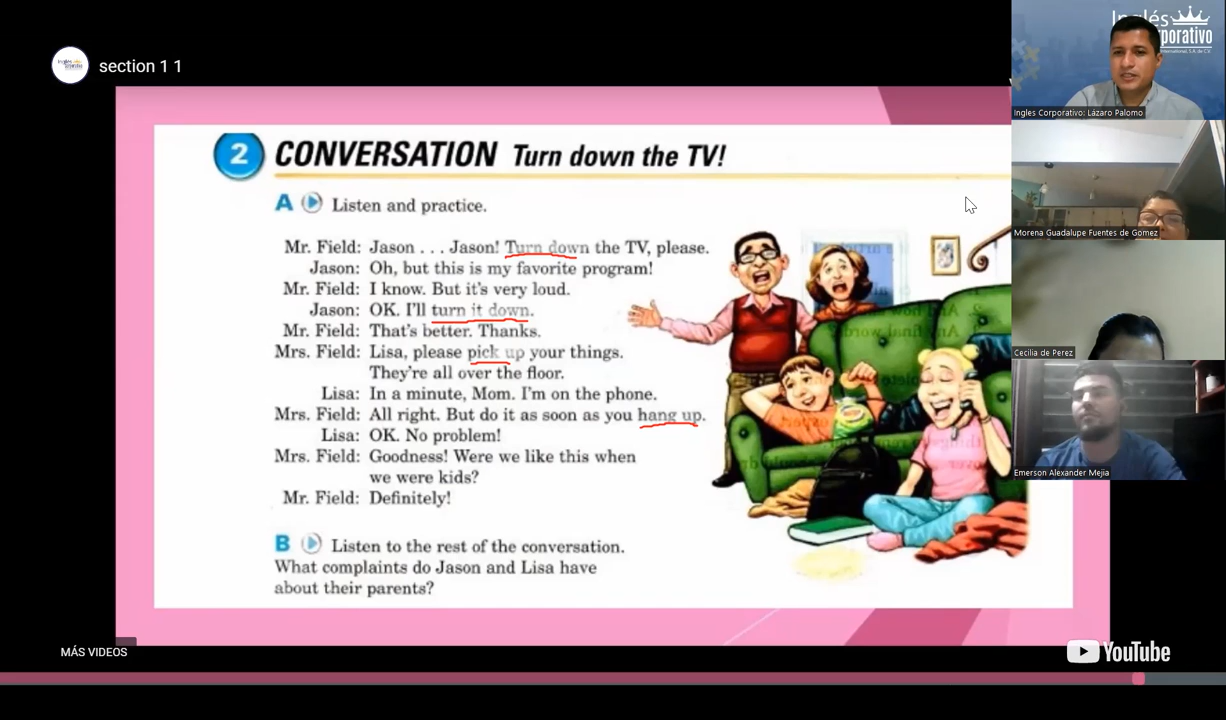 section 1 1
2 CONVERSATION Turn down the TV!
A Listen and practice.
Mr. Field: Jason . . . Jason! Turn down the TV, please.
Jason: Oh, but this is my favorite program!
Mr. Field: I know. But it's very loud.
Jason: OK. I'll turn it down.
Mr. Field: That's better. Thanks.
Mrs. Field: Lisa, please pick up your things.
They're all over the floor.
Lisa: In a minute, Mom. I'm on the phone.
Mrs. Field: All right. But do it as soon as you hang up.
Lisa: OK. No problem!
Mrs. Field: Goodness! Were we like this when
we were kids?
Mr. Field: Definitely!
B Listen to the rest of the conversation.
What complaints do Jason and Lisa have
about their parents?
MÁS VIDEOS
YouTube
Inglés
International, S.A. de C.V.
Ingles Corporativo: Lázaro Palomo
Morena Guadalupe Fuentes de Gomez
Cecilia de Perez
Emerson Alexander Mejia